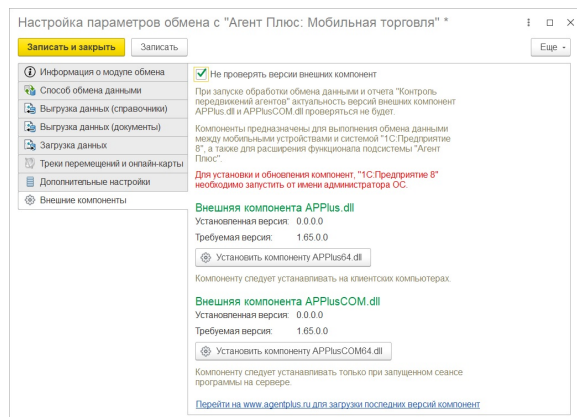 Настройка параметров обмена с "Агент Плюс: Мобильная торговля" *
Записать и закрыть
Записать
Еще
Информация о модуле обмена
Способ обмена данными
Выгрузка данных (справочники)
Выгрузка данных (документы)
Загрузка данных
Треки перемещений и онлайн-карты
Дополнительные настройки
Внешние компоненты
Не проверять версии внешних компонент
При запуске обработки обмена данными и отчета "Контроль
передвижений агентов" актуальность версий внешних компонент
APPlus.dll и APPlusCOM.dll проверяться не будет.
Компоненты предназначены для выполнения обмена данными
между мобильными устройствами и системой "1С:Предприятие
8", а также для расширения функционала подсистемы "Агент
Плюс".
Для установки и обновления компонент, "1С:Предприятие 8"
необходимо запустить от имени администратора ОС.
Внешняя компонента APPlus.dll
Установленная версия: 0.0.0.0
Требуемая версия: 1.65.0.0
Установить компоненту APPlus64.dll
Компоненту следует устанавливать на клиентских компьютерах.
Внешняя компонента APPlusCOM.dll
Установленная версия: 0.0.0.0
Требуемая версия: 1.65.0.0
Установить компоненту APPlusCOM64.dll
Компоненту следует устанавливать только при запущенном сеансе
программы на сервере.
Перейти на www.agentplus.ru для загрузки последних версий компонент